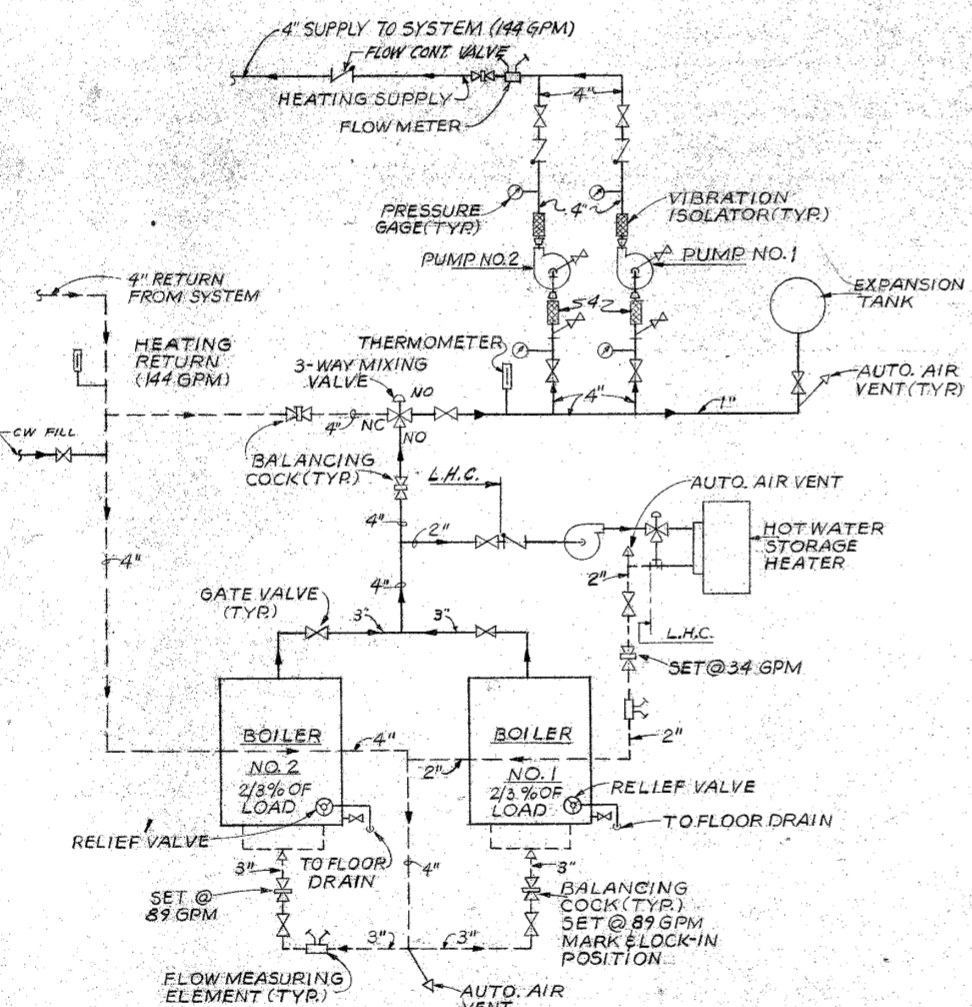 4" SUPPLY TO SYSTEM (144 GPM)
FLOW CONT. VALVE
HEATING SUPPLY
FLOW METER
4"
PRESSURE
GAGE (TYP.)
4"
VIBRATION
ISOLATOR (TYP.)
PUMP NO. 2
PUMP NO. 1
4" RETURN
FROM SYSTEM
EXPANSION
TANK
HEATING
RETURN
(144 GPM)
THERMOMETER
3-WAY MIXING
VALVE
NO
AUTO. AIR
VENT (TYP.)
4"
1"
4"
NC
NO
CW FILL
BALANCING
COCK (TYP.)
L.H.C.
AUTO. AIR VENT
4"
2"
HOT WATER
STORAGE
HEATER
4"
4"
2"
GATE VALVE
(TYP.)
3"
3"
L.H.C.
SET @ 34 GPM
BOILER
NO. 2
2/3 % OF
LOAD
4"
2"
BOILER
NO. 1
2/3 % OF
LOAD
2"
RELIEF VALVE
TO FLOOR DRAIN
RELIEF VALVE
TO FLOOR
DRAIN
3"
4"
3"
SET @
89 GPM
BALANCING
COCK (TYP.)
SET @ 89 GPM
MARK & LOCK-IN
POSITION
3"
3"
FLOW MEASURING
ELEMENT (TYP.)
AUTO. AIR
VENT